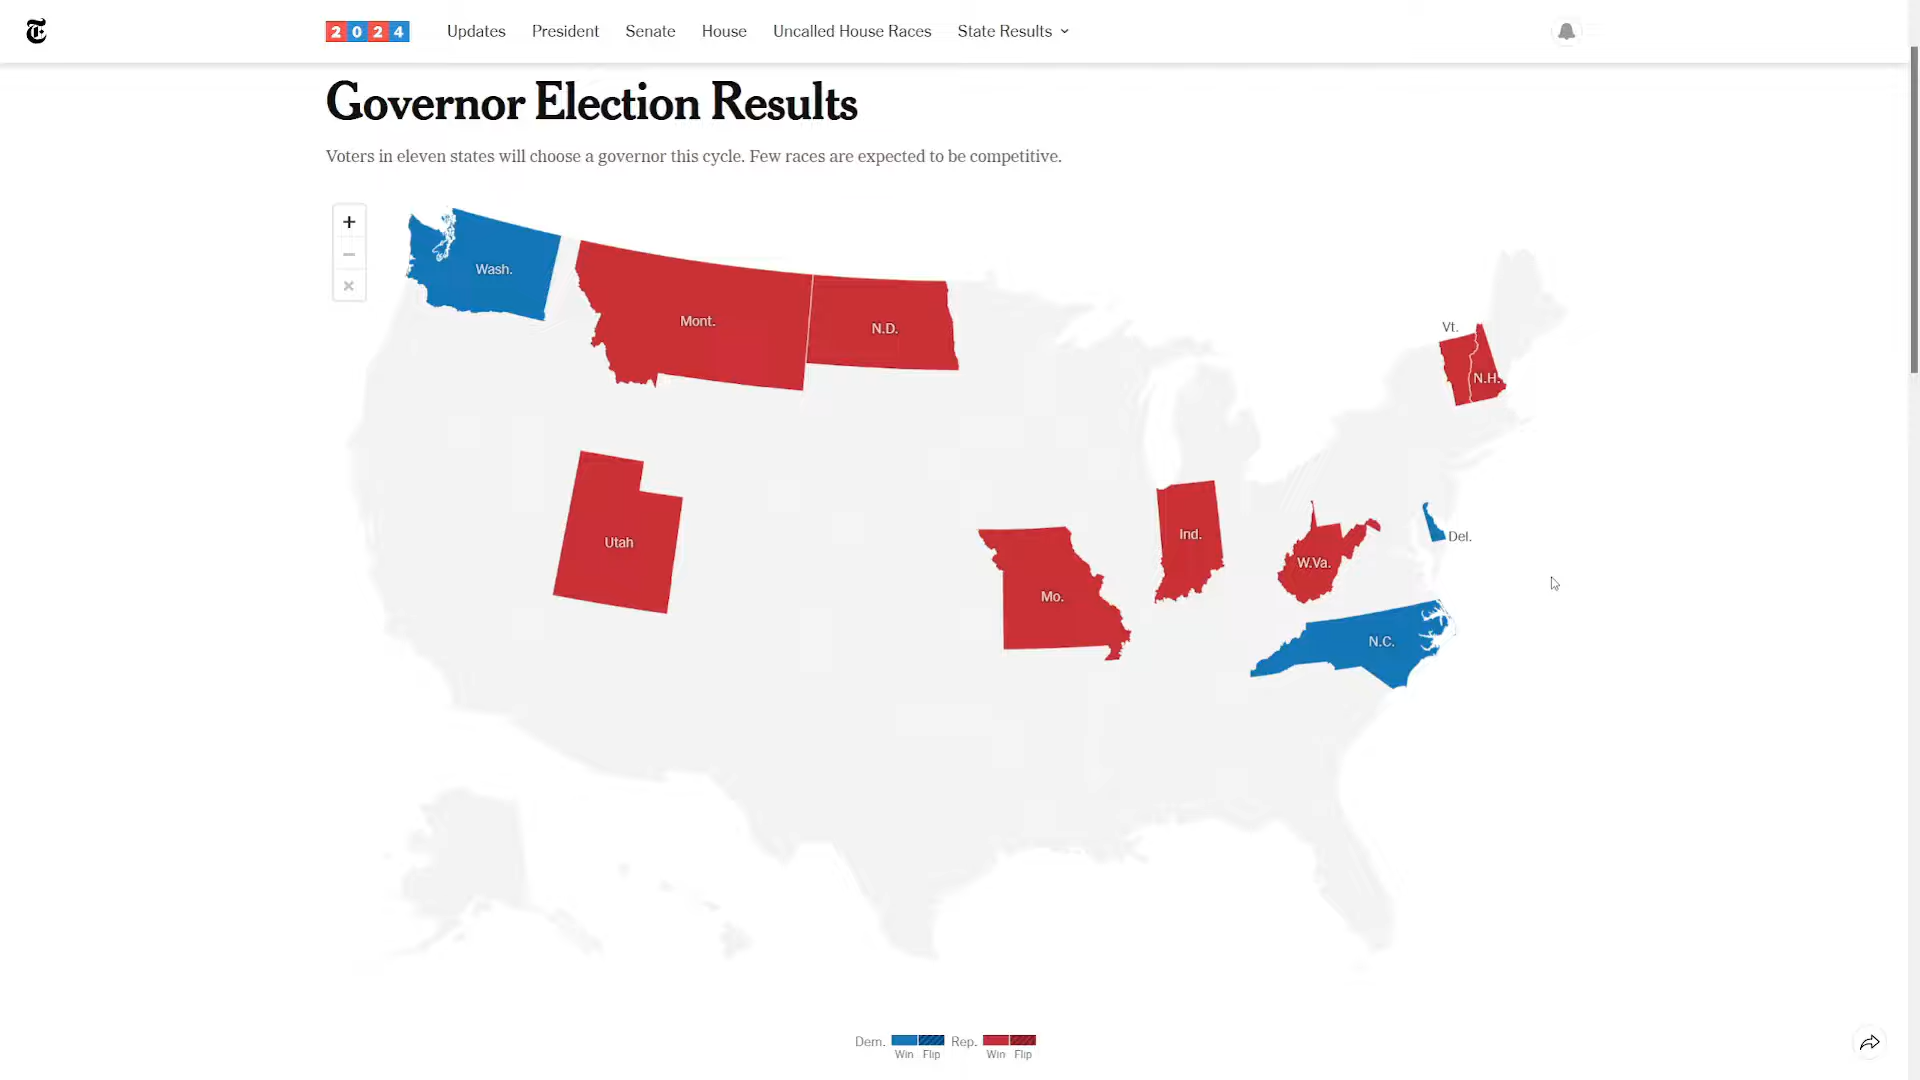 T
2024 Updates President Senate House Uncalled House Races State Results
Governor Election Results
Voters in eleven states will choose a governor this cycle. Few races are expected to be competitive.
+
−
×
Wash.
Mont.
N.D.
Vt.
N.H.
Utah
Mo.
Ind.
W.Va.
Del.
N.C.
Dem. Rep.
Win Flip Win Flip